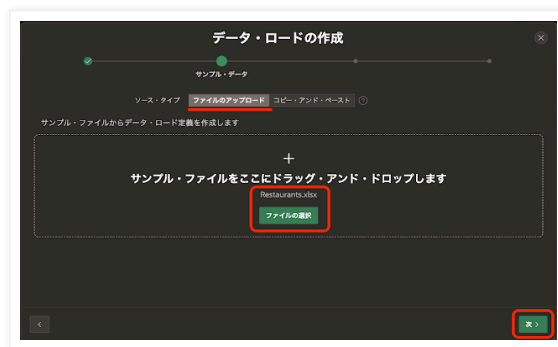 データ・ロードの作成
サンプル・データ
ソース・タイプ ファイルのアップロード コピー・アンド・ペースト ?
サンプル・ファイルからデータ・ロード定義を作成します
サンプル・ファイルをここにドラッグ・アンド・ドロップします
Restaurants.xlsx
ファイルの選択
次